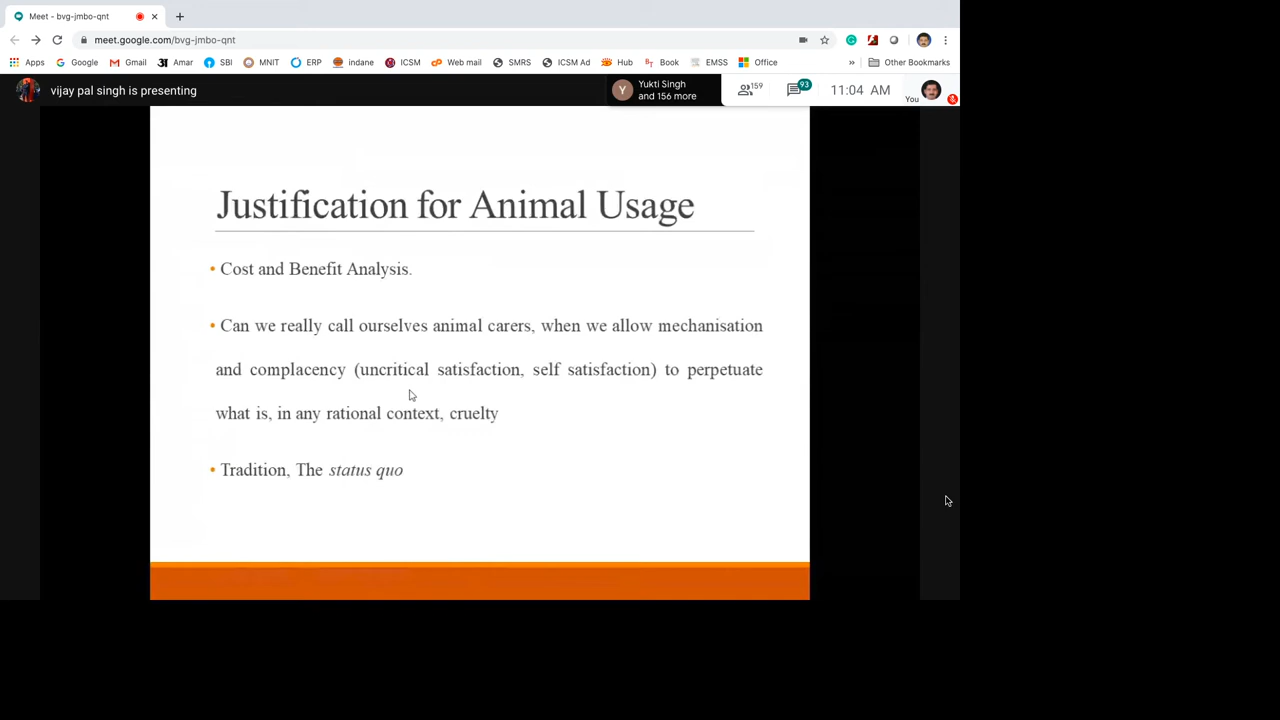 Meet - bvg-jmbo-qnt
meet.google.com/bvg-jmbo-qnt
Apps Google Gmail Amar SBI MNIT ERP indane ICSM Web mail SMRS ICSM Ad Hub Book EMSS Office » Other Bookmarks
vijay pal singh is presenting
Y Yukti Singh
and 156 more
159
93
11:04 AM
You
Justification for Animal Usage
• Cost and Benefit Analysis.
• Can we really call ourselves animal carers, when we allow mechanisation
and complacency (uncritical satisfaction, self satisfaction) to perpetuate
what is, in any rational context, cruelty
• Tradition, The status quo